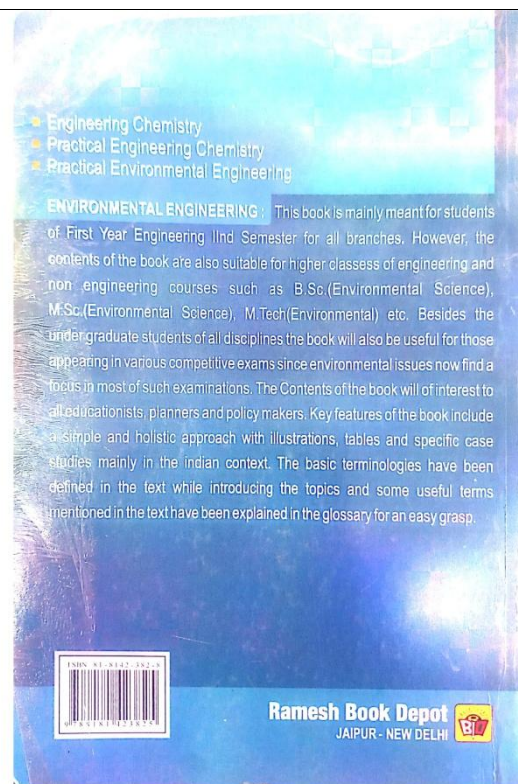 Engineering Chemistry
Practical Engineering Chemistry
Practical Environmental Engineering
ENVIRONMENTAL ENGINEERING : This book is mainly meant for students
of First Year Engineering IInd Semester for all branches. However, the
contents of the book are also suitable for higher classess of engineering and
non engineering courses such as B.Sc.(Environmental Science),
M.Sc.(Environmental Science), M.Tech(Environmental) etc. Besides the
under graduate students of all disciplines the book will also be useful for those
appearing in various competitive exams since environmental issues now find a
focus in most of such examinations. The Contents of the book will of interest to
all educationists, planners and policy makers. Key features of the book include
a simple and holistic approach with illustrations, tables and specific case
studies mainly in the indian context. The basic terminologies have been
defined in the text while introducing the topics and some useful terms
mentioned in the text have been explained in the glossary for an easy grasp.
ISBN 81-8142-382-8
Ramesh Book Depot
JAIPUR - NEW DELHI